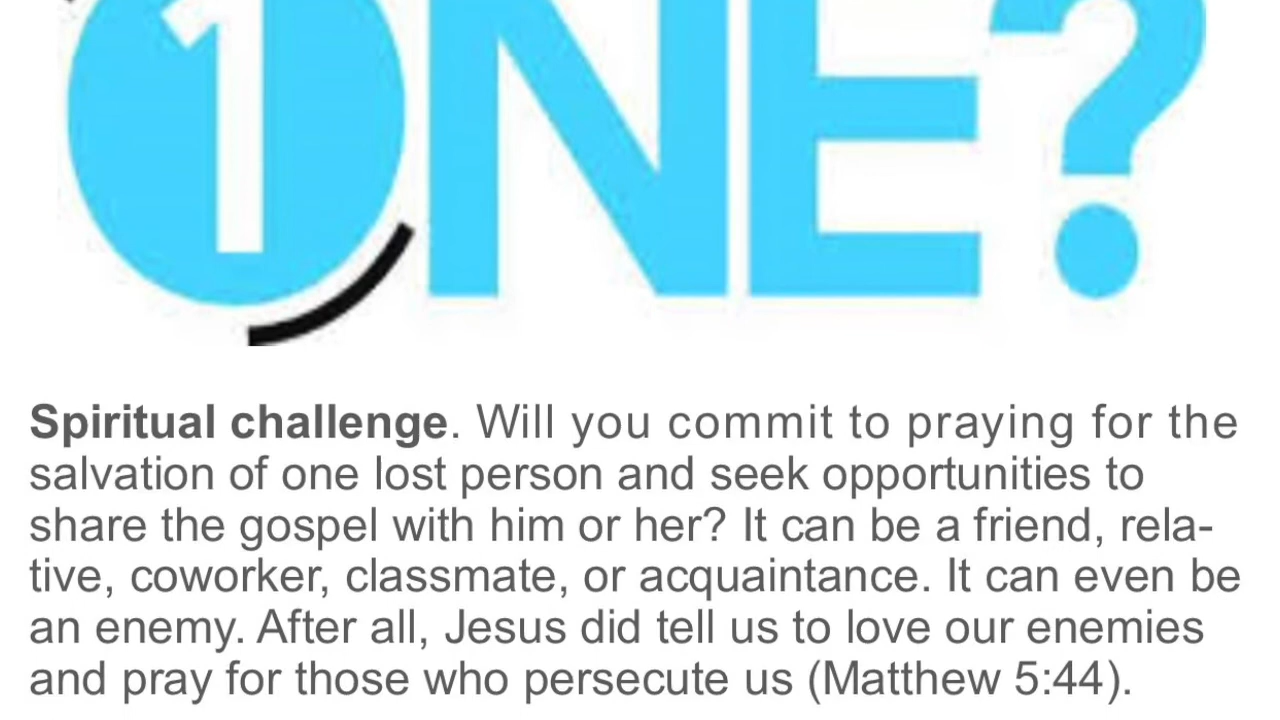 1NE?
Spiritual challenge. Will you commit to praying for the
salvation of one lost person and seek opportunities to
share the gospel with him or her? It can be a friend, rela-
tive, coworker, classmate, or acquaintance. It can even be
an enemy. After all, Jesus did tell us to love our enemies
and pray for those who persecute us (Matthew 5:44).